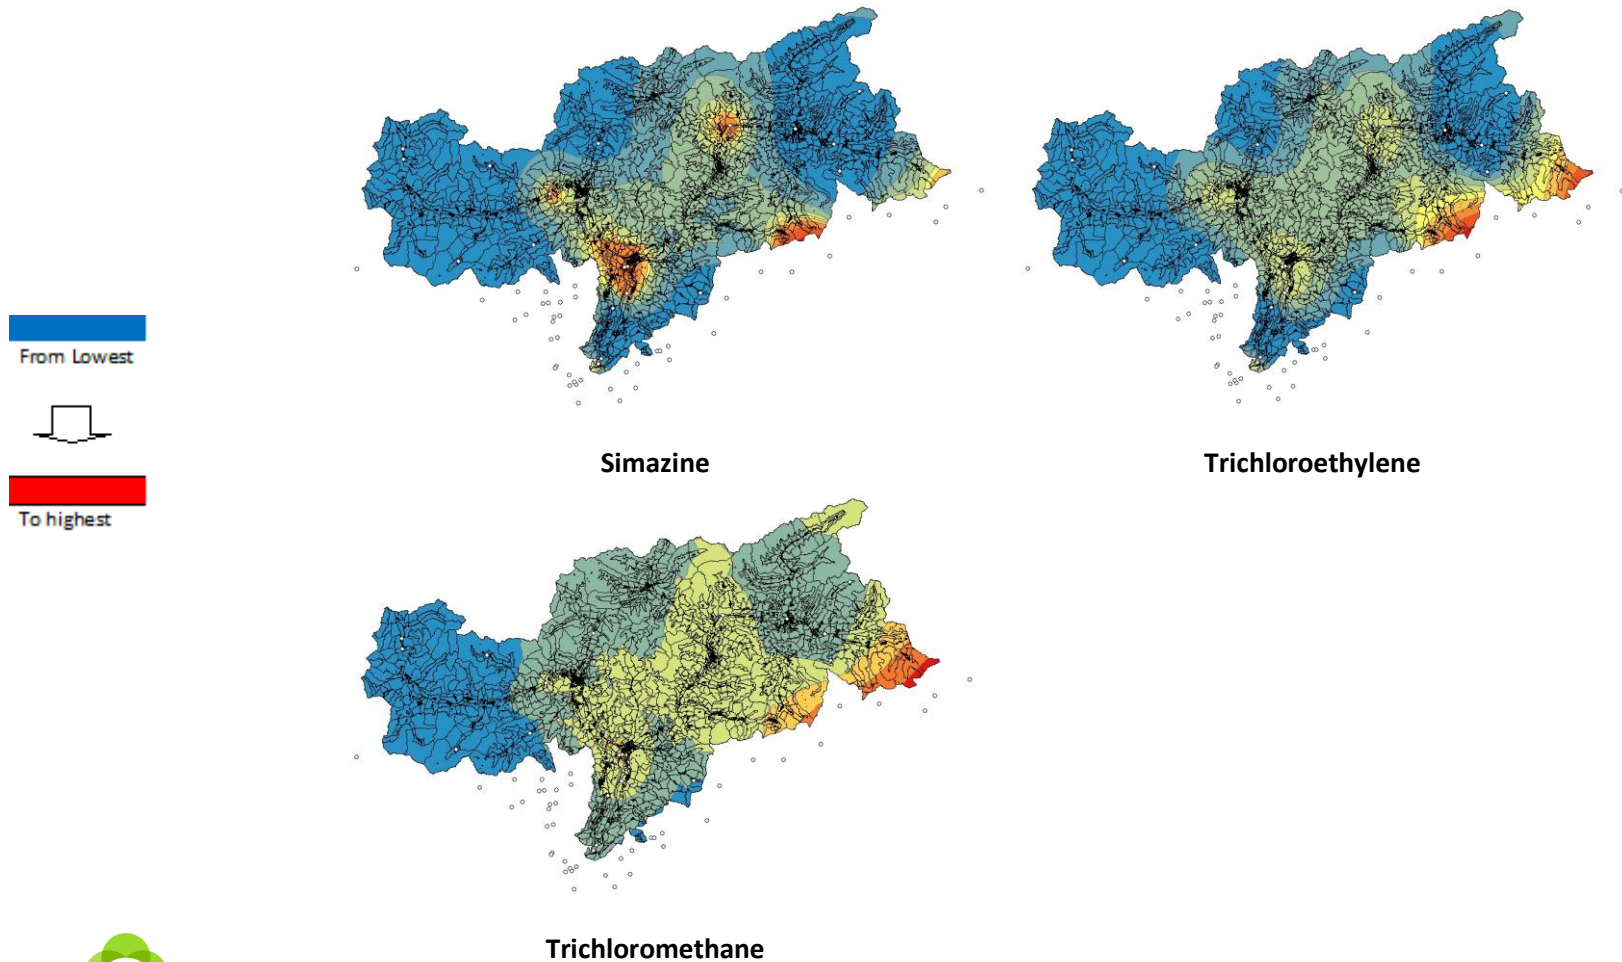 Simazine
Trichloroethylene
From Lowest
To highest
Trichloromethane